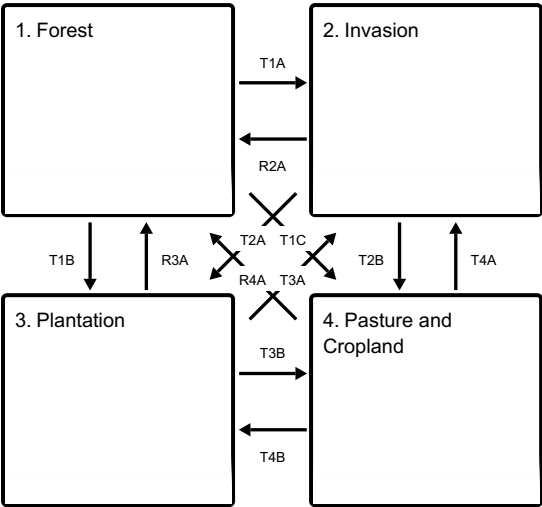 1. Forest
2. Invasion
T1A
R2A
T1B
R3A
T2A
T1C
R4A
T3A
T2B
T4A
3. Plantation
4. Pasture and
Cropland
T3B
T4B